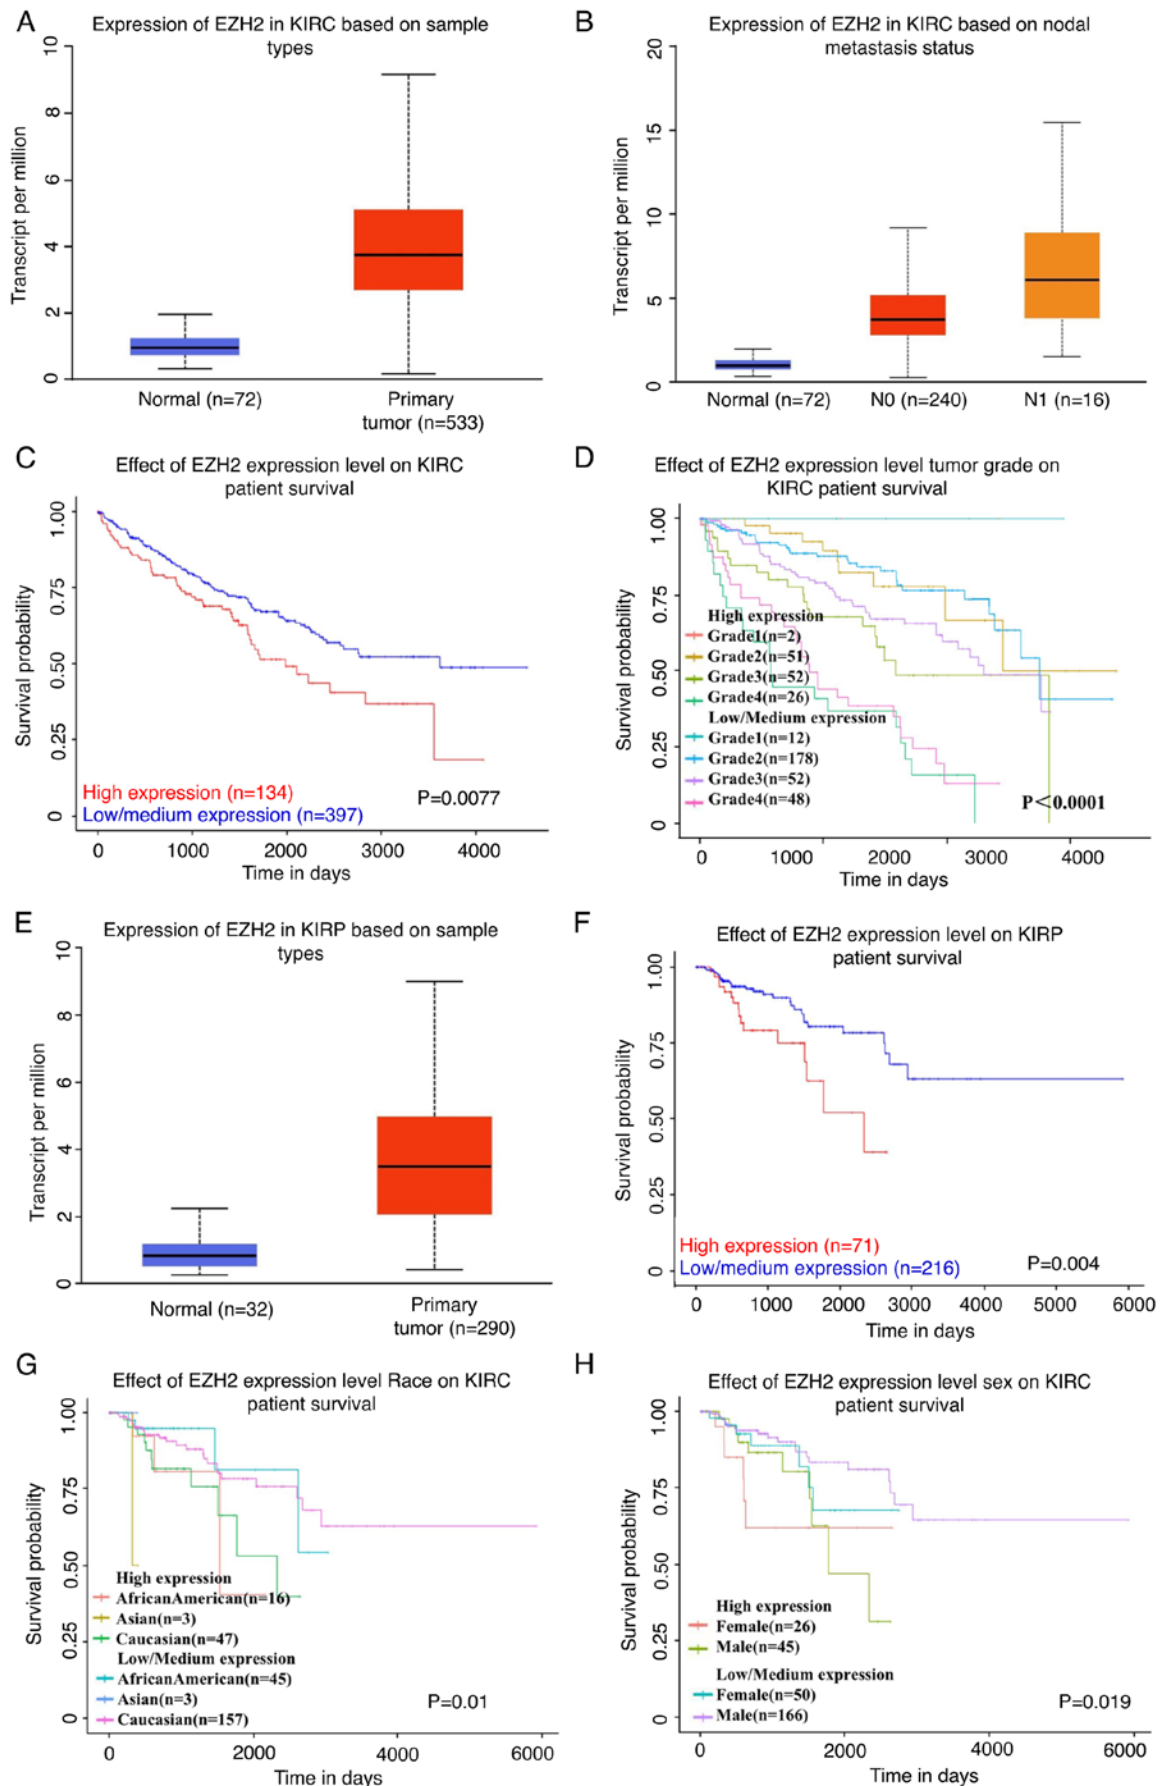 A
Expression of EZH2 in KIRC based on sample
types
Transcript per million
10
8
6
4
2
0
Normal (n=72)
Primary
tumor (n=533)
B
Expression of EZH2 in KIRC based on nodal
metastasis status
Transcript per million
20
15
10
5
0
Normal (n=72)
N0 (n=240)
N1 (n=16)
C
Effect of EZH2 expression level on KIRC
patient survival
Survival probability
1.00
0.75
0.50
0.25
0
High expression (n=134)
Low/medium expression (n=397)
P=0.0077
0 1000 2000 3000 4000
Time in days
D
Effect of EZH2 expression level tumor grade on
KIRC patient survival
Survival probability
1.00
0.75
0.50
0.25
0
High expression
Grade1(n=2)
Grade2(n=51)
Grade3(n=52)
Grade4(n=26)
Low/Medium expression
Grade1(n=12)
Grade2(n=178)
Grade3(n=52)
Grade4(n=48)
P<0.0001
0 1000 2000 3000 4000
Time in days
E
Expression of EZH2 in KIRP based on sample
types
Transcript per million
10
8
6
4
2
0
Normal (n=32)
Primary
tumor (n=290)
F
Effect of EZH2 expression level on KIRP
patient survival
Survival probability
1.00
0.75
0.50
0.25
0
High expression (n=71)
Low/medium expression (n=216)
P=0.004
0 1000 2000 3000 4000 5000 6000
Time in days
G
Effect of EZH2 expression level Race on KIRC
patient survival
Survival probability
1.00
0.75
0.50
0.25
0
High expression
AfricanAmerican(n=16)
Asian(n=3)
Caucasian(n=47)
Low/Medium expression
AfricanAmerican(n=45)
Asian(n=3)
Caucasian(n=157)
P=0.01
0 2000 4000 6000
Time in days
H
Effect of EZH2 expression level sex on KIRC
patient survival
Survival probability
1.00
0.75
0.50
0.25
0
High expression
Female(n=26)
Male(n=45)
Low/Medium expression
Female(n=50)
Male(n=166)
P=0.019
0 2000 4000 6000
Time in days